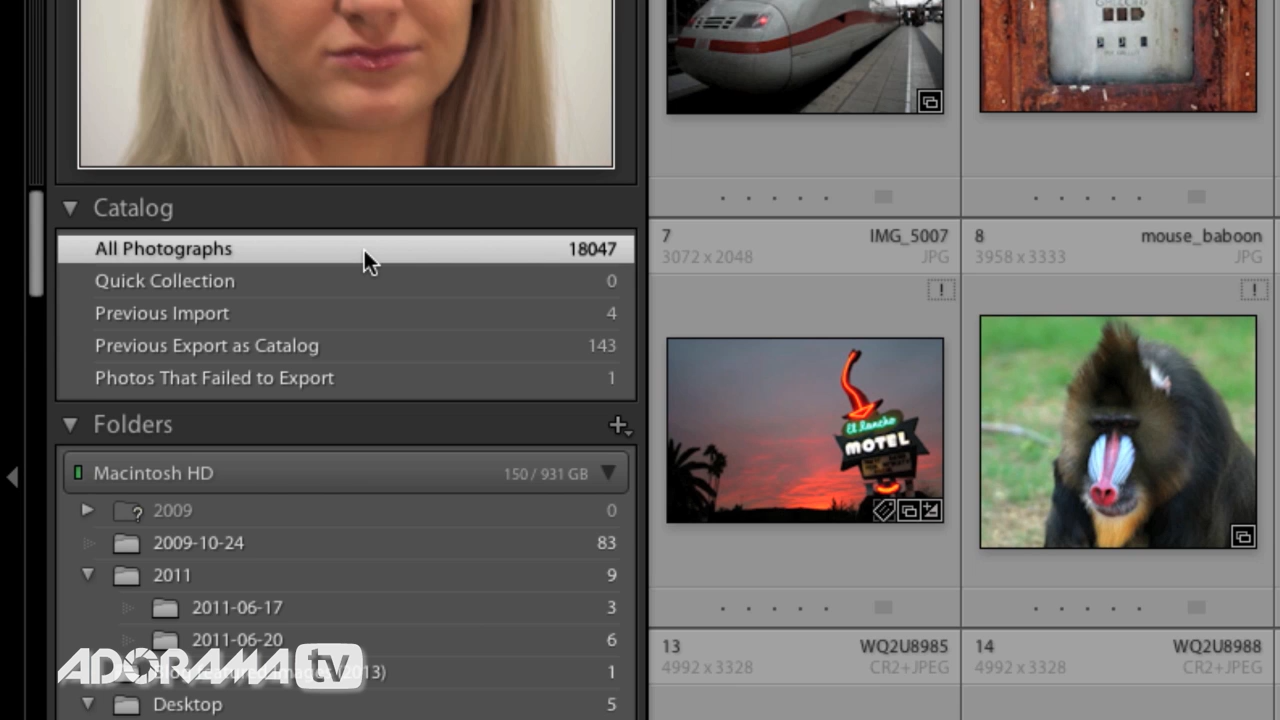 Catalog
All Photographs 18047
Quick Collection 0
Previous Import 4
Previous Export as Catalog 143
Photos That Failed to Export 1
Folders
Macintosh HD 150 / 931 GB
2009 0
2009-10-24 83
2011 9
2011-06-17 3
2011-06-20 6
2013) 1
Desktop 5
ADORAMA tv
7 IMG_5007
3072 x 2048 JPG
8 mouse_baboon
3958 x 3333 JPG
!
!
El Rancho
MOTEL
13 WQ2U8985
4992 x 3328 CR2+JPEG
14 WQ2U8988
4992 x 3328 CR2+JPEG